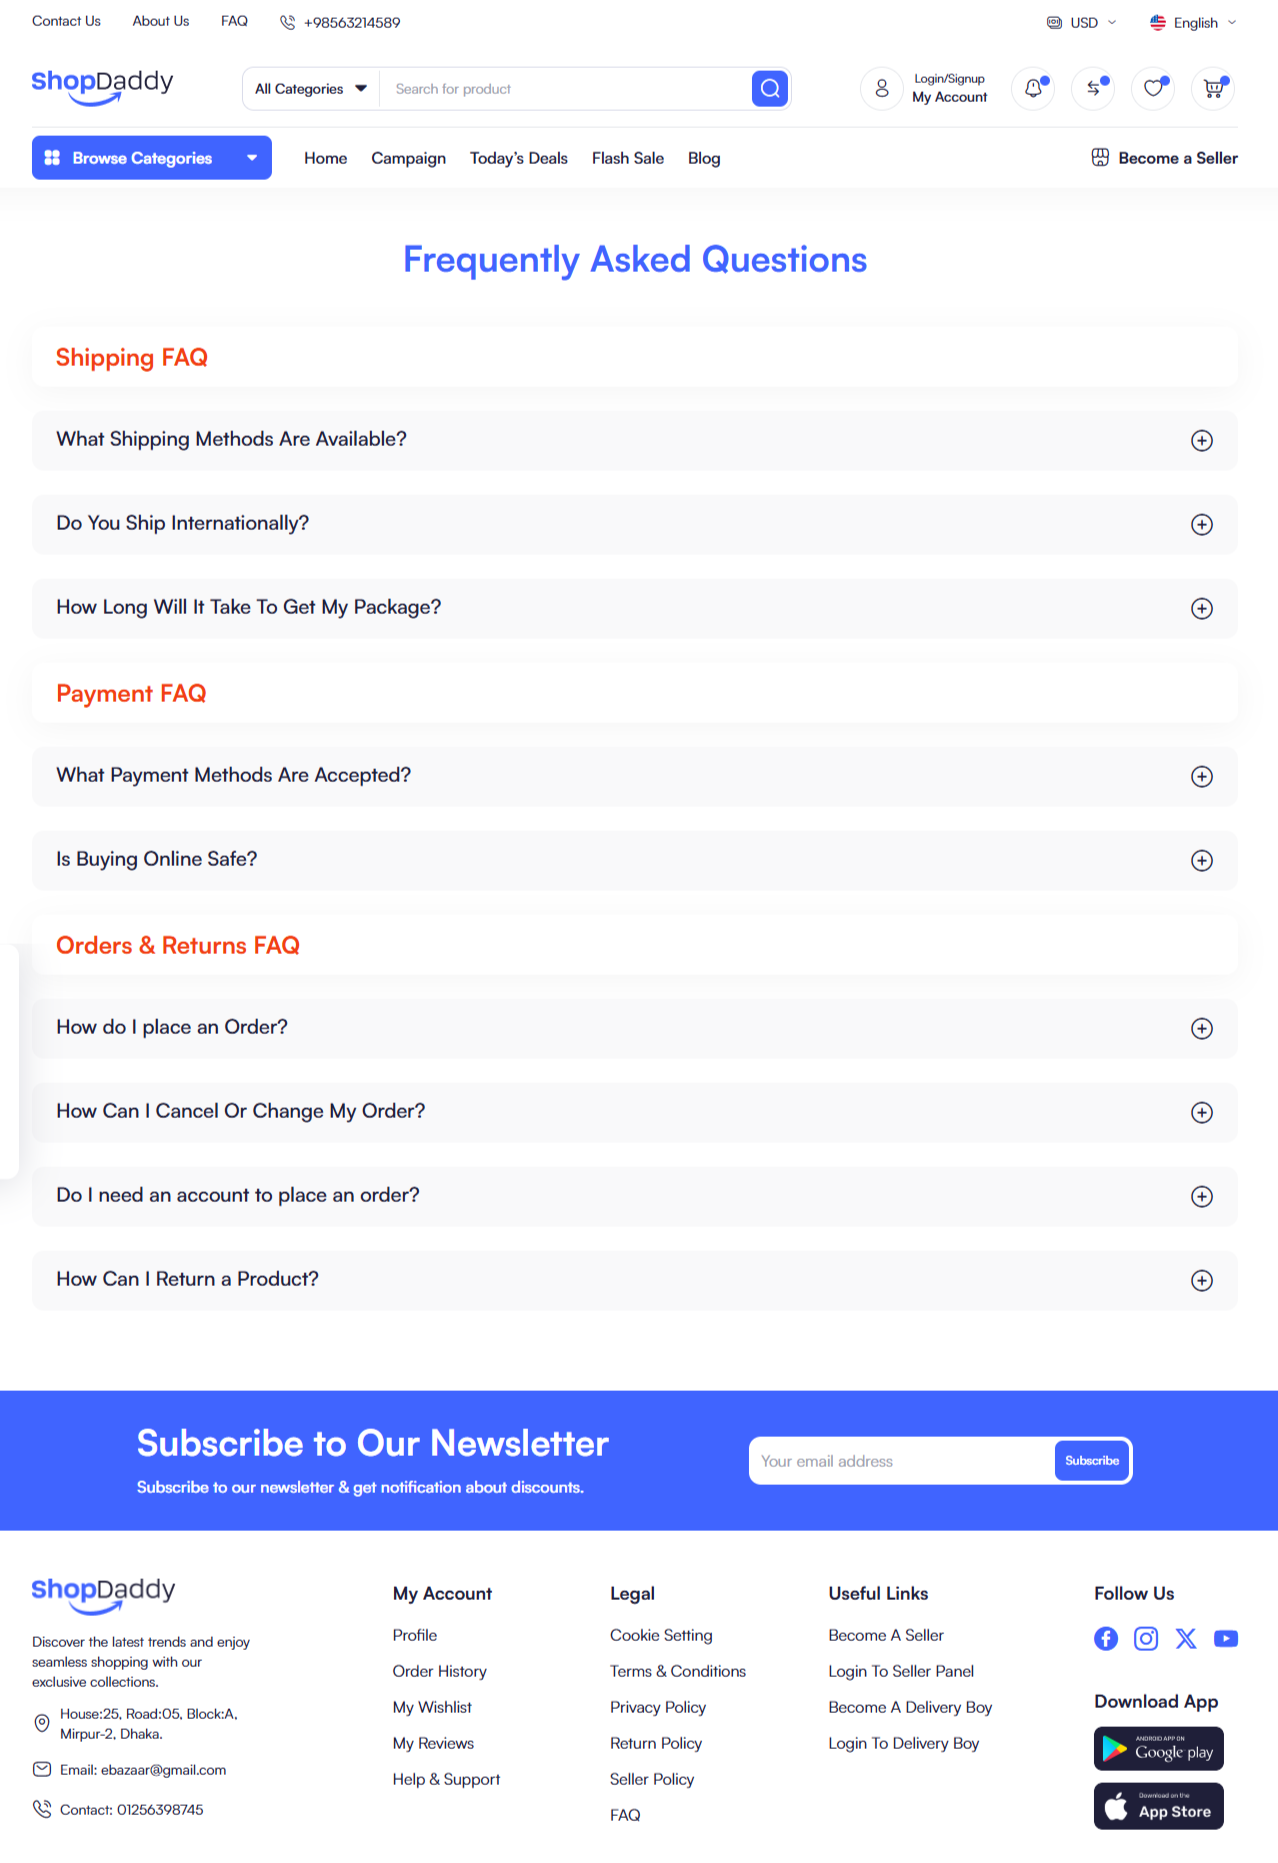 Contact Us About Us FAQ +98563214589 USD English
ShopDaddy All Categories Search for product Login/Signup
My Account
Browse Categories Home Campaign Today's Deals Flash Sale Blog Become a Seller
Frequently Asked Questions
Shipping FAQ
What Shipping Methods Are Available?
Do You Ship Internationally?
How Long Will It Take To Get My Package?
Payment FAQ
What Payment Methods Are Accepted?
Is Buying Online Safe?
Orders & Returns FAQ
How do I place an Order?
How Can I Cancel Or Change My Order?
Do I need an account to place an order?
How Can I Return a Product?
Subscribe to Our Newsletter
Subscribe to our newsletter & get notification about discounts.
Your email address Subscribe
ShopDaddy
Discover the latest trends and enjoy
seamless shopping with our
exclusive collections.
House:25, Road:05, Block:A,
Mirpur-2, Dhaka.
Email: ebazaar@gmail.com
Contact: 01256398745
My Account
Profile
Order History
My Wishlist
My Reviews
Help & Support
Legal
Cookie Setting
Terms & Conditions
Privacy Policy
Return Policy
Seller Policy
FAQ
Useful Links
Become A Seller
Login To Seller Panel
Become A Delivery Boy
Login To Delivery Boy
Follow Us
Download App
ANDROID APP ON
Google play
Download on the
App Store